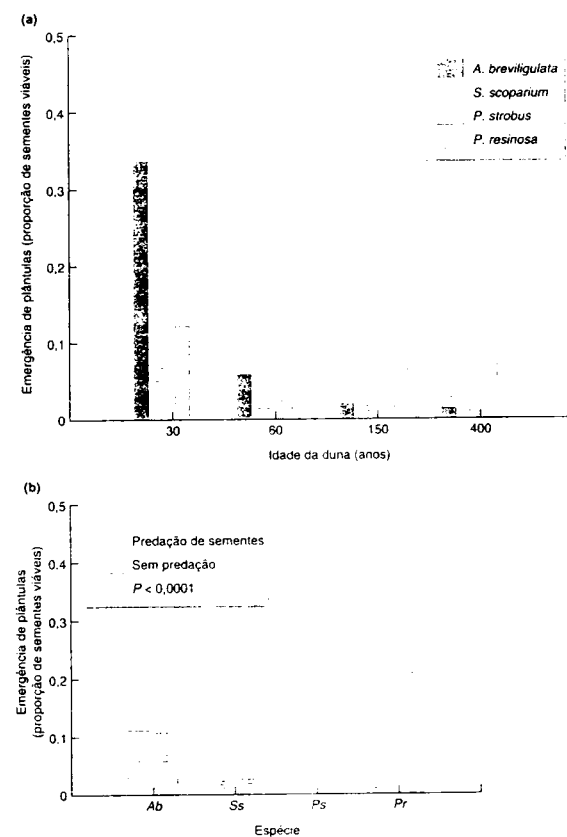 (a)
Emergência de plântulas (proporção de sementes viáveis)
0,5
0,4
0,3
0,2
0,1
0
A. breviligulata
S. scoparium
P. strobus
P. resinosa
30 60 150 400
Idade da duna (anos)
(b)
Emergência de plântulas
(proporção de sementes viáveis)
0,5
0,4
0,3
0,2
0,1
0
Predação de sementes
Sem predação
P < 0,0001
Ab Ss Ps Pr
Espécie